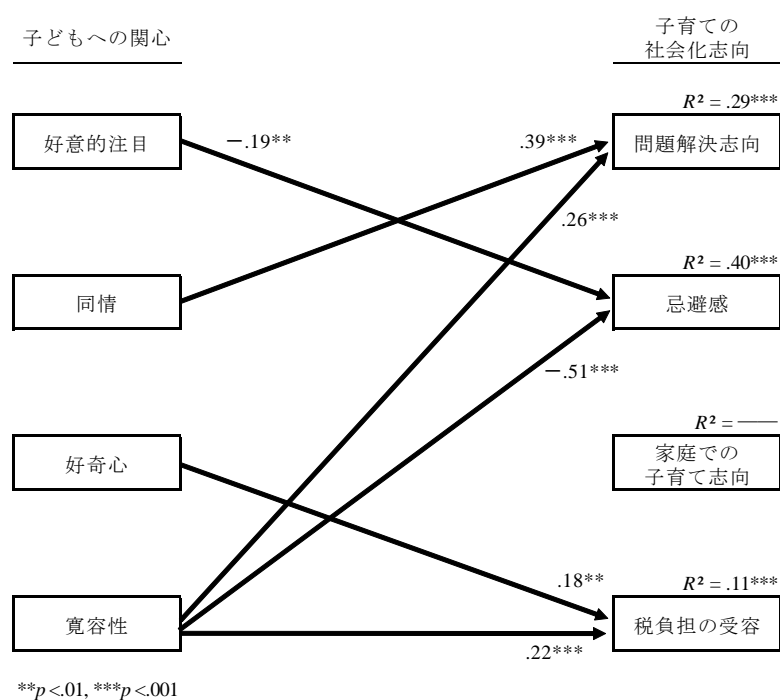 子どもへの関心
子育ての
社会化志向
R² = .29***
好意的注目
－.19**
.39***
問題解決志向
.26***
R² = .40***
同情
忌避感
－.51***
R² = ――
好奇心
家庭での
子育て志向
.18**
R² = .11***
寛容性
税負担の受容
.22***
**p<.01, ***p<.001